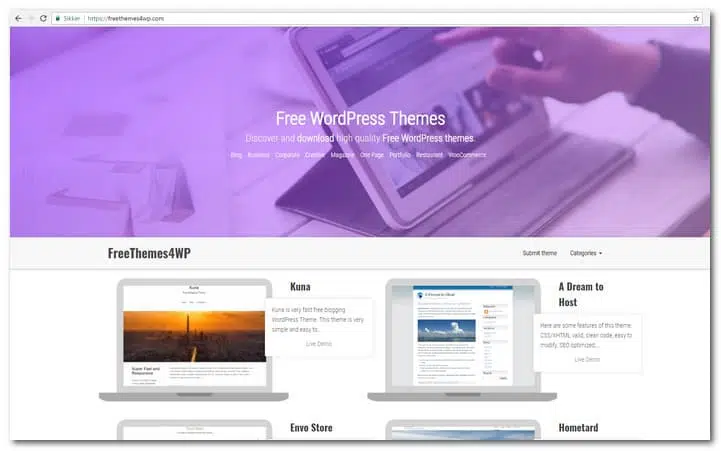 Sikker | https://freethemes4wp.com
Free WordPress Themes
Discover and download high quality Free WordPress themes.
Blog Business Corporate Creative Magazine One Page Portfolio Restaurant WooCommerce
FreeThemes4WP
Submit theme Categories
Kuna
Kuna is very fast free blogging
WordPress Theme. This theme is very
simple and easy to...
Live Demo
Kuna
Super Fast and
Responsive
A Dream to
Host
Here are some features of this theme:
CSS/XHTML valid, clean code, easy to
modify, SEO optimized,...
Live Demo
A Dream to Host
Envo Store
Hometard